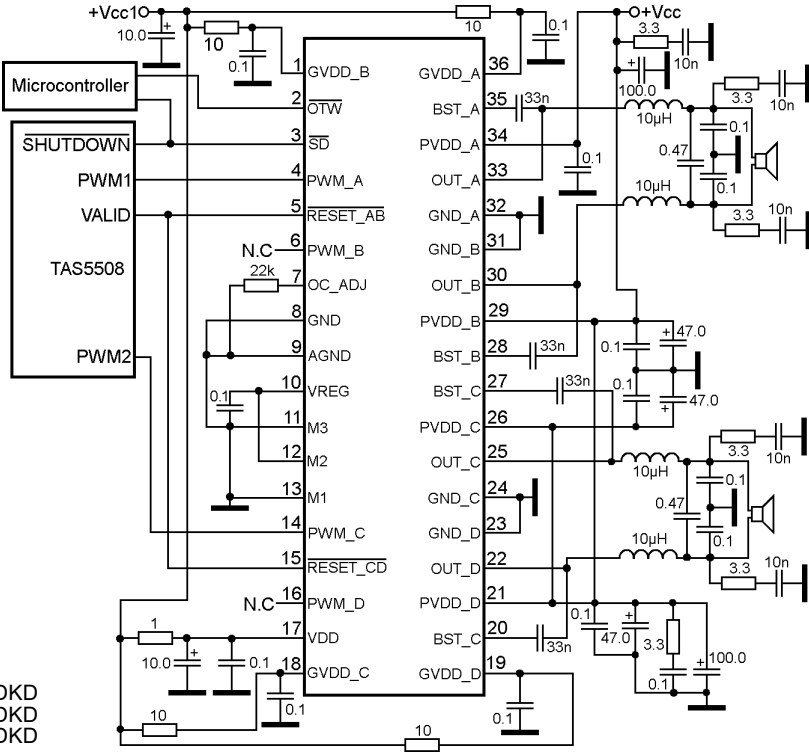 +Vcc1
10.0
+
10
0.1
10
0.1
+Vcc
3.3
10n
+
100.0
Microcontroller
SHUTDOWN
PWM1
VALID
TAS5508
PWM2
1 GVDD_B
2 OTW
3 SD
4 PWM_A
5 RESET_AB
N.C 6 PWM_B
22k 7 OC_ADJ
8 GND
9 AGND
10 VREG
0.1
11 M3
12 M2
13 M1
14 PWM_C
15 RESET_CD
N.C 16 PWM_D
17 VDD
18 GVDD_C
GVDD_A 36
BST_A 35
33n
PVDD_A 34
OUT_A 33
0.1
GND_A 32
GND_B 31
OUT_B 30
PVDD_B 29
BST_B 28
33n
BST_C 27
33n
PVDD_C 26
OUT_C 25
GND_C 24
GND_D 23
OUT_D 22
PVDD_D 21
BST_C 20
33n
GVDD_D 19
10µH
3.3
10n
0.1
0.47
0.1
10µH
3.3
10n
0.1
+
47.0
0.1
+
47.0
10µH
3.3
10n
0.1
0.47
0.1
10µH
3.3
10n
0.1
+
47.0
3.3
0.1
+
100.0
1
10.0
+
0.1
0.1
10
10
0.1
DKD
DKD
DKD